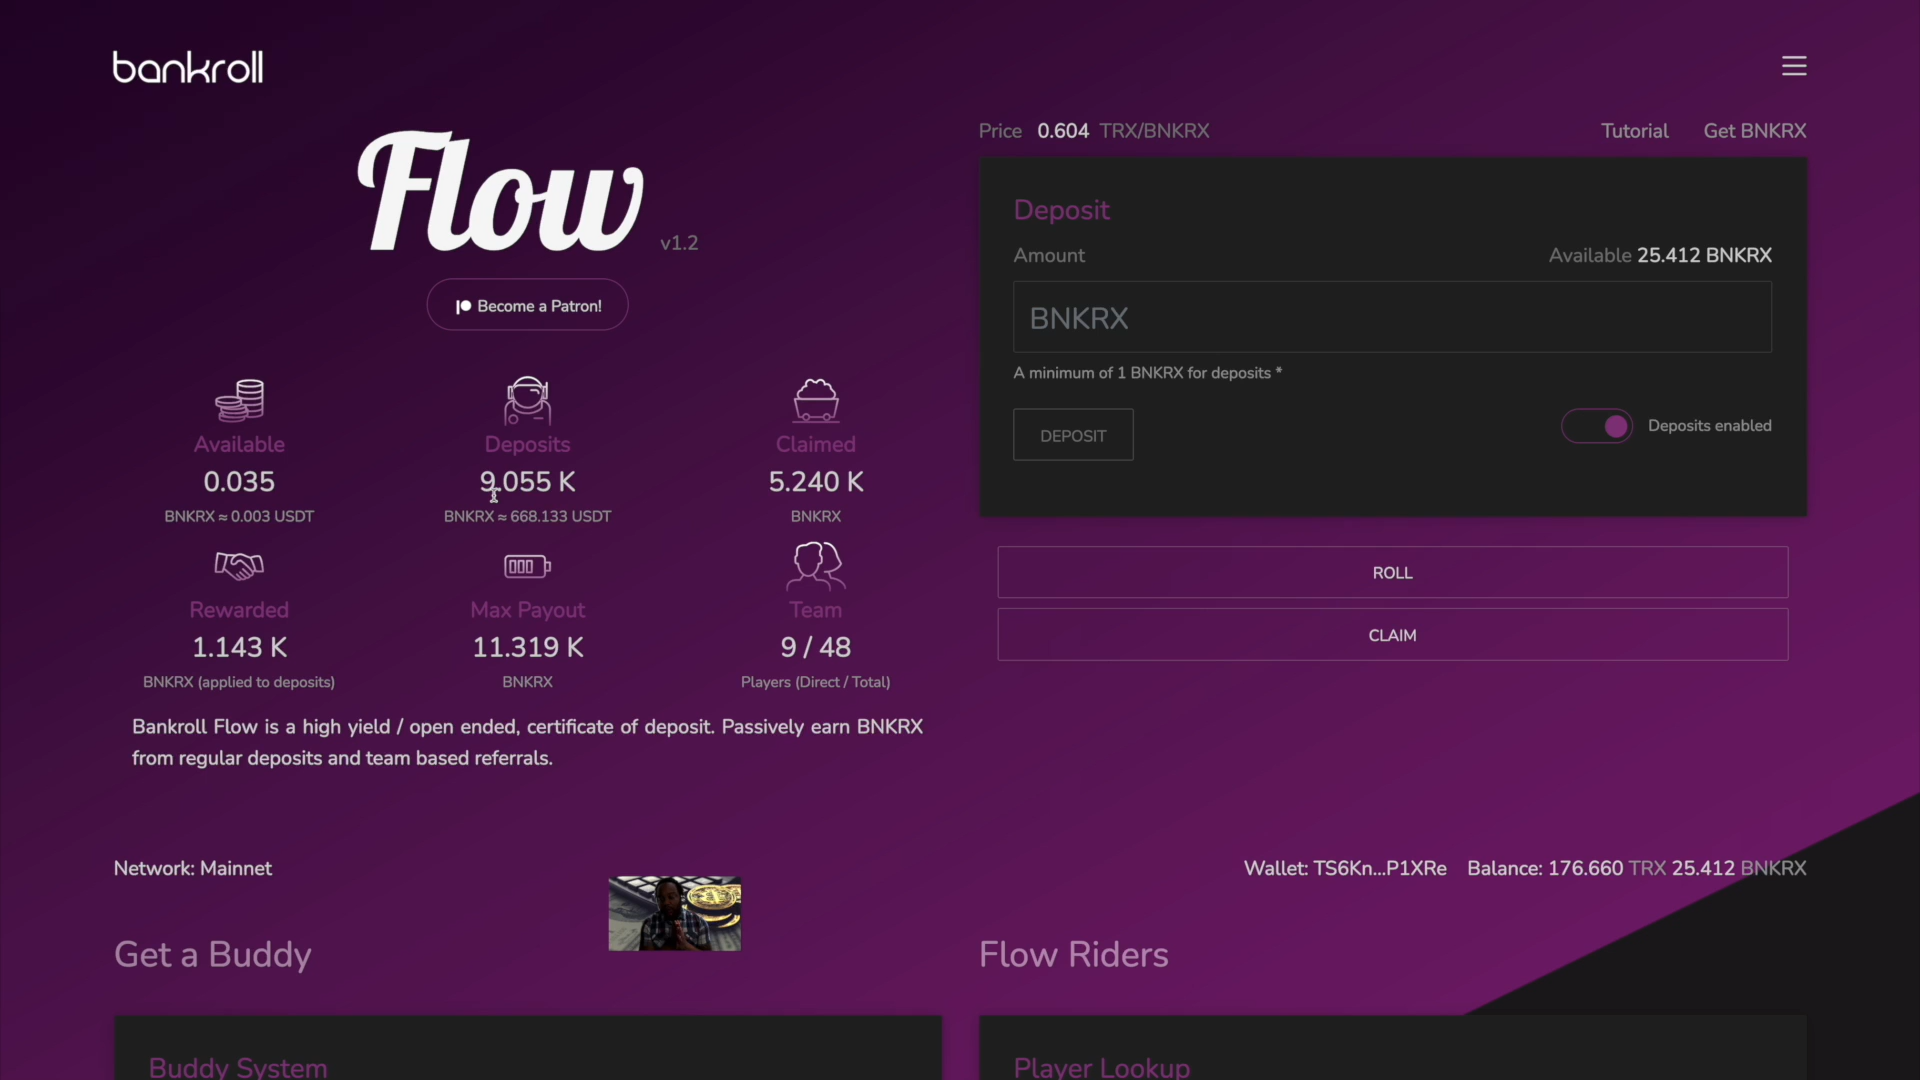 bankroll
Flow v1.2
Become a Patron!
Available
0.035
BNKRX ≈ 0.003 USDT
Deposits
9.055 K
BNKRX ≈ 668.133 USDT
Claimed
5.240 K
BNKRX
Rewarded
1.143 K
BNKRX (applied to deposits)
Max Payout
11.319 K
BNKRX
Team
9 / 48
Players (Direct / Total)
Bankroll Flow is a high yield / open ended, certificate of deposit. Passively earn BNKRX
from regular deposits and team based referrals.
Price 0.604 TRX/BNKRX
Tutorial Get BNKRX
Deposit
Amount Available 25.412 BNKRX
BNKRX
A minimum of 1 BNKRX for deposits *
DEPOSIT Deposits enabled
ROLL
CLAIM
Network: Mainnet
Wallet: TS6Kn...P1XRe Balance: 176.660 TRX 25.412 BNKRX
Get a Buddy
Buddy System
Flow Riders
Player Lookup